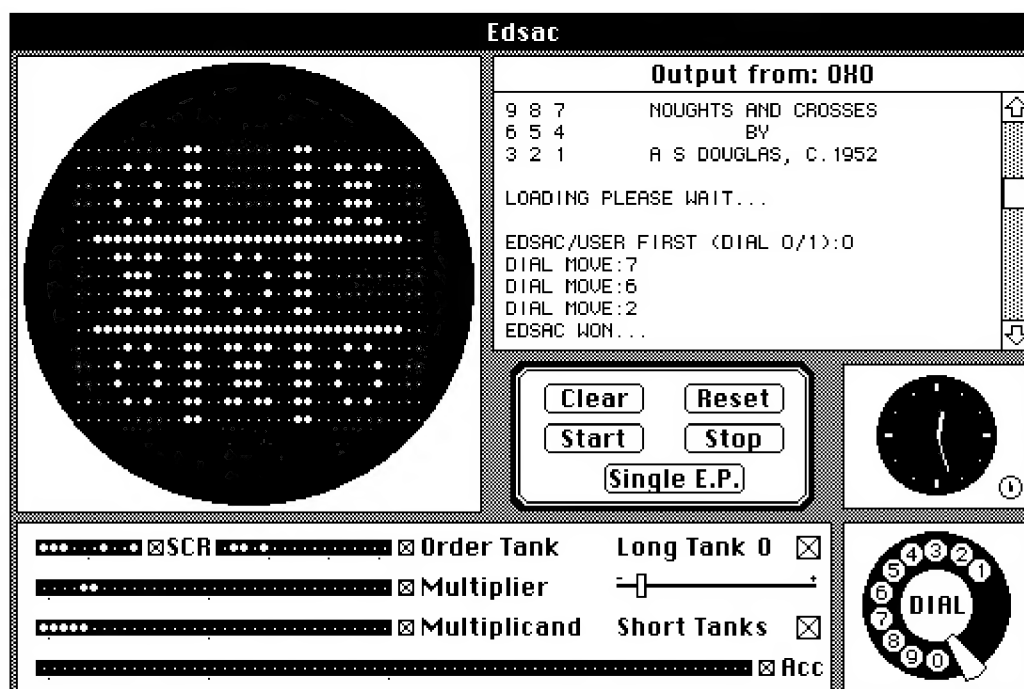 Edsac
Output from: OXO
9 8 7 NOUGHTS AND CROSSES
6 5 4 BY
3 2 1 A S DOUGLAS, C.1952
LOADING PLEASE WAIT...
EDSAC/USER FIRST (DIAL 0/1):0
DIAL MOVE:7
DIAL MOVE:6
DIAL MOVE:2
EDSAC WON...
Clear Reset
Start Stop
Single E.P.
SCR Order Tank Long Tank 0
Multiplier - +
Multiplicand Short Tanks
Acc
1 2 3 4 5 6 7 8 9 0
DIAL